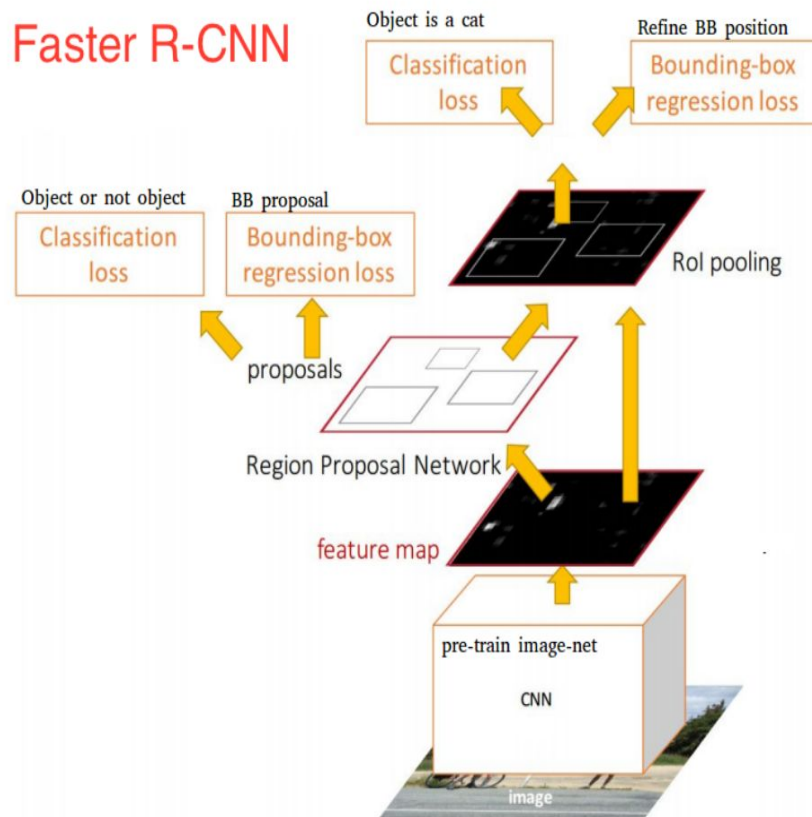 Faster R-CNN
Object is a cat
Classification
loss
Refine BB position
Bounding-box
regression loss
Object or not object
Classification
loss
BB proposal
Bounding-box
regression loss
RoI pooling
proposals
Region Proposal Network
feature map
pre-train image-net
CNN
image